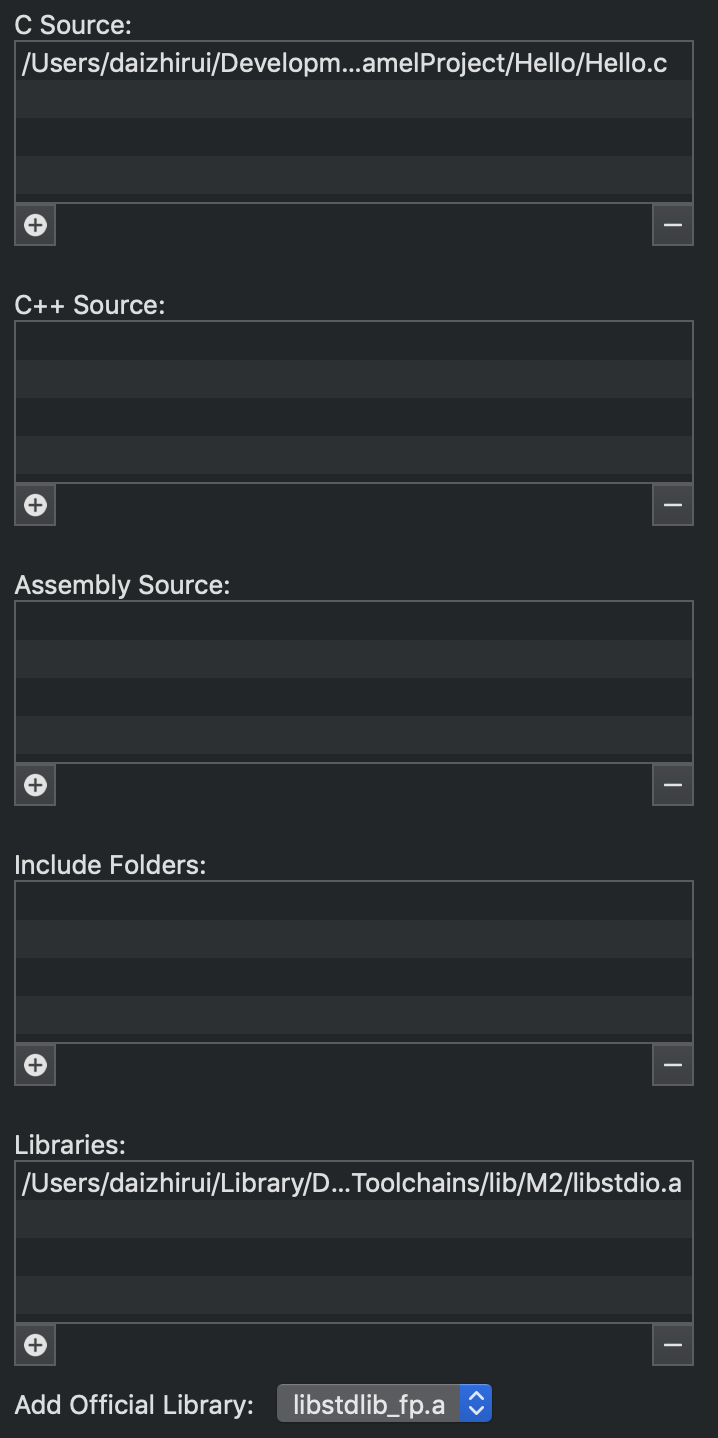 C Source:
/Users/daizhirui/Developm...amelProject/Hello/Hello.c
C++ Source:
Assembly Source:
Include Folders:
Libraries:
/Users/daizhirui/Library/D...Toolchains/lib/M2/libstdio.a
Add Official Library: libstdlib_fp.a